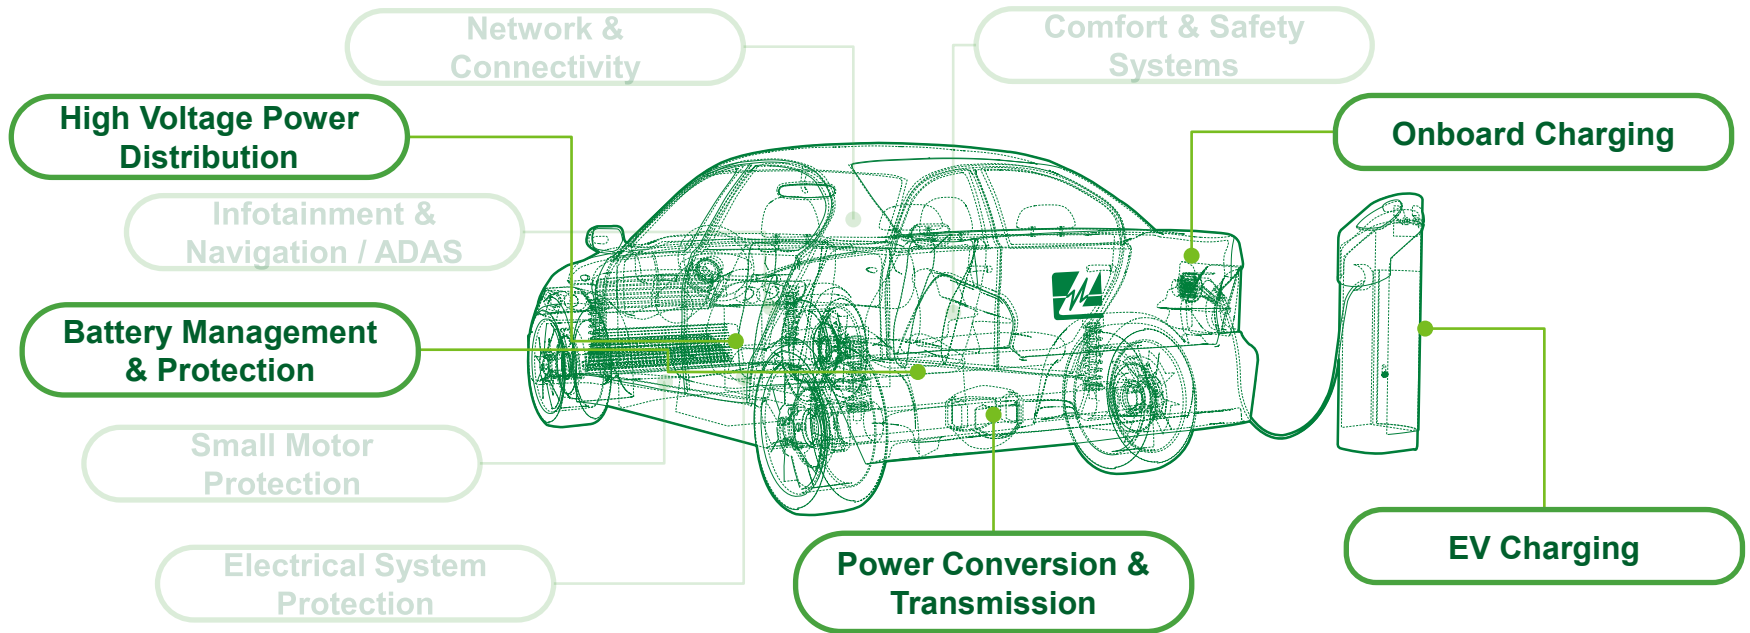 Network &
Connectivity
Comfort & Safety
Systems
High Voltage Power
Distribution
Onboard Charging
Infotainment &
Navigation / ADAS
Battery Management
& Protection
Small Motor
Protection
Electrical System
Protection
Power Conversion &
Transmission
EV Charging